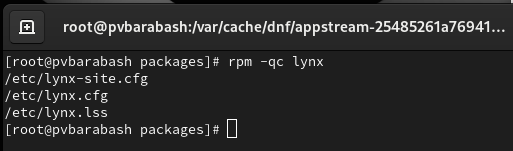 root@pvbarabash:/var/cache/dnf/appstream-25485261a76941...
[root@pvbarabash packages]# rpm -qc lynx
/etc/lynx-site.cfg
/etc/lynx.cfg
/etc/lynx.lss
[root@pvbarabash packages]#